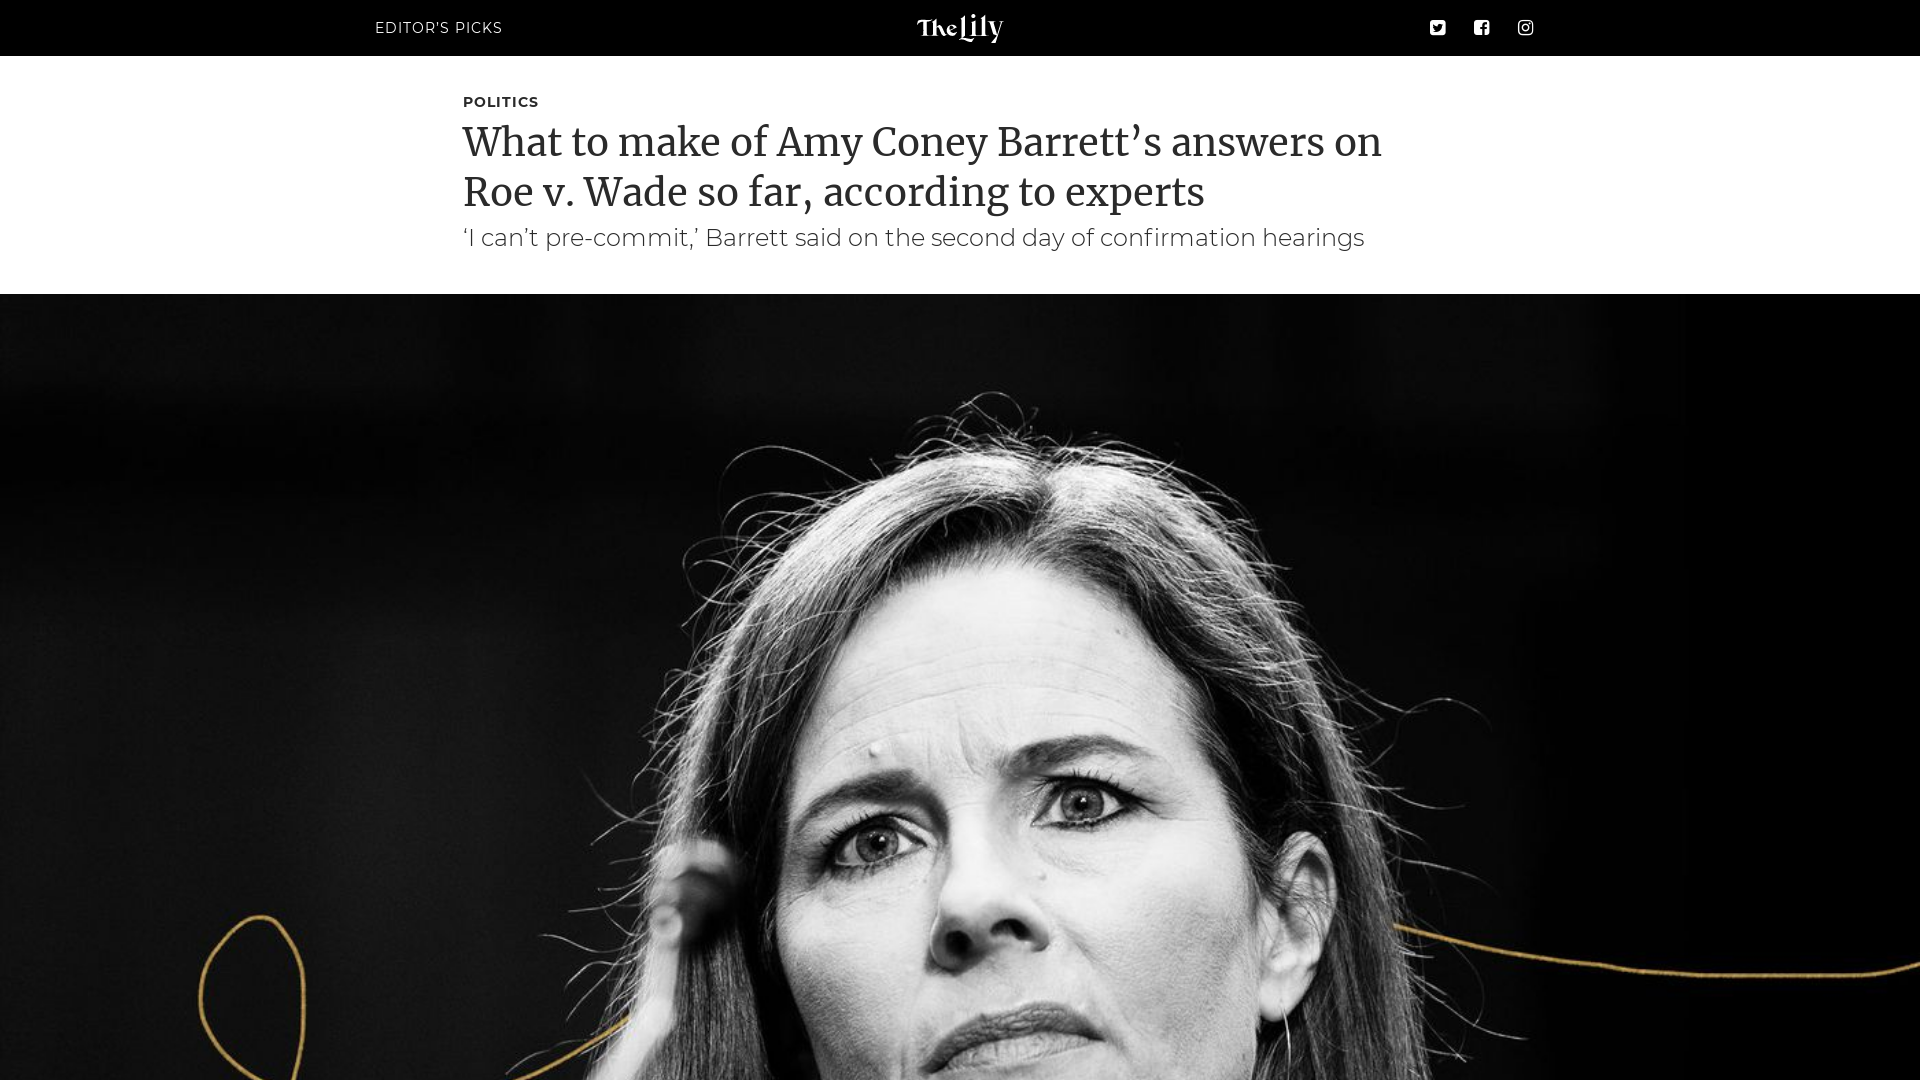 EDITOR'S PICKS
The Lily
POLITICS
What to make of Amy Coney Barrett’s answers on
Roe v. Wade so far, according to experts
‘I can’t pre-commit,’ Barrett said on the second day of confirmation hearings